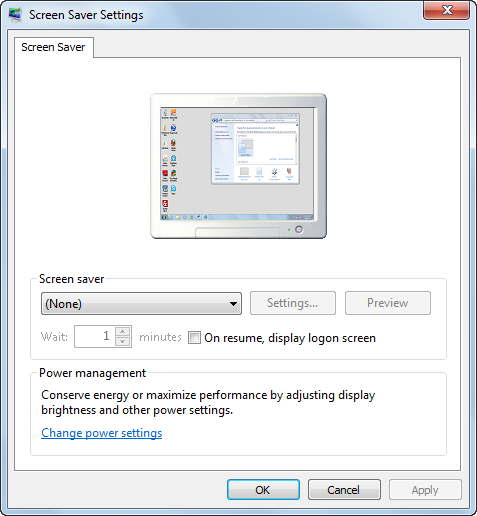 Screen Saver Settings
Screen Saver
Screen saver
(None)
Settings...
Preview
Wait:
1
minutes
On resume, display logon screen
Power management
Conserve energy or maximize performance by adjusting display
brightness and other power settings.
Change power settings
OK
Cancel
Apply